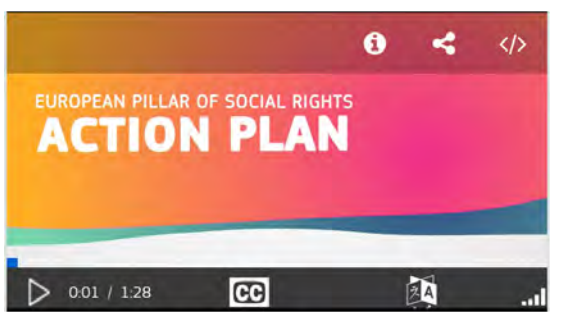 </>
EUROPEAN PILLAR OF SOCIAL RIGHTS
ACTION PLAN
0:01 / 1:28
CC
A